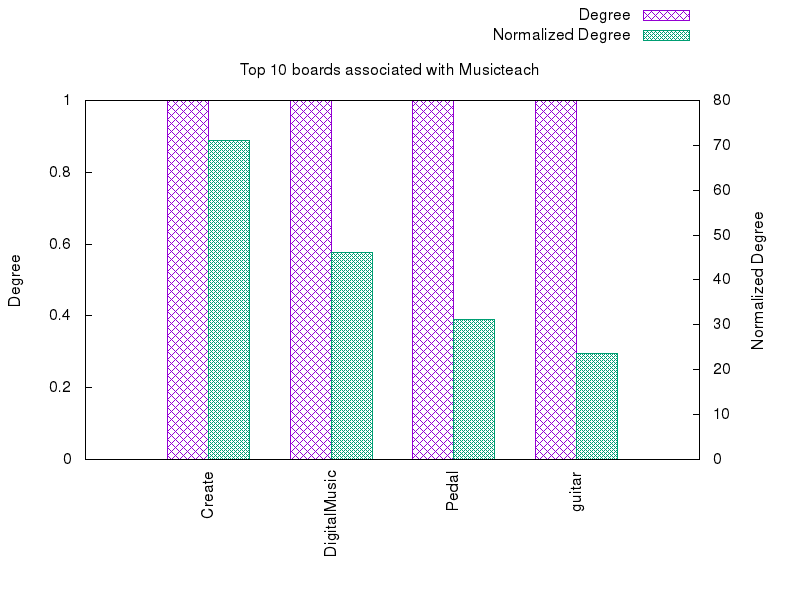 Degree
Normalized Degree
Top 10 boards associated with Musicteach
1
0.8
0.6
0.4
0.2
0
80
70
60
50
40
30
20
10
0
Degree
Normalized Degree
Create
DigitalMusic
Pedal
guitar